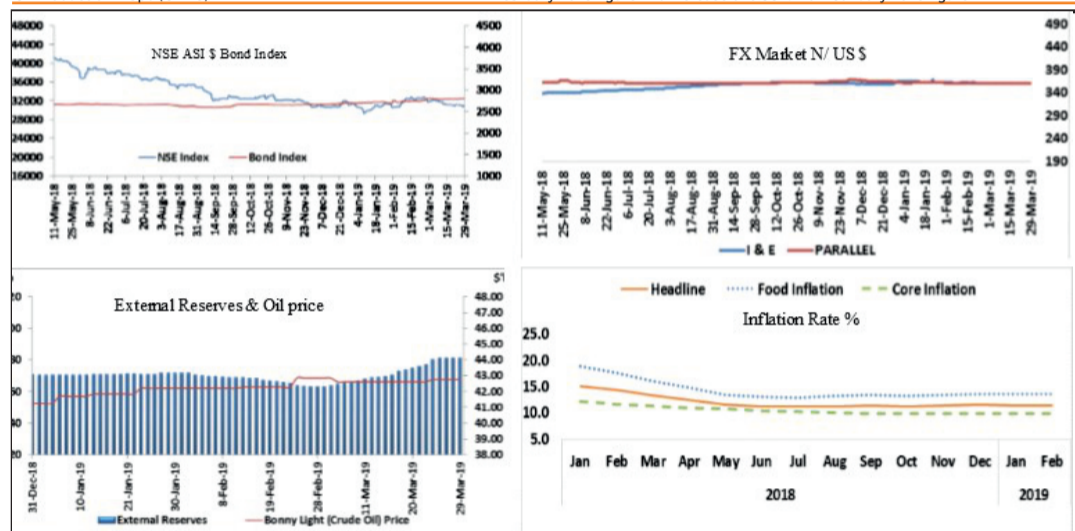 NSE ASI $ Bond Index
48000
44000
40000
36000
32000
28000
24000
20000
16000
4500
4000
3500
3000
2500
2000
1500
1000
NSE Index
Bond Index
11-May-18
25-May-18
8-Jun-18
22-Jun-18
6-Jul-18
20-Jul-18
3-Aug-18
17-Aug-18
31-Aug-18
14-Sep-18
28-Sep-18
12-Oct-18
26-Oct-18
9-Nov-18
23-Nov-18
7-Dec-18
21-Dec-18
4-Jan-19
18-Jan-19
1-Feb-19
15-Feb-19
1-Mar-19
15-Mar-19
29-Mar-19
FX Market N/ US $
490
440
390
340
290
240
190
11-May-18
25-May-18
8-Jun-18
22-Jun-18
6-Jul-18
20-Jul-18
3-Aug-18
17-Aug-18
31-Aug-18
14-Sep-18
28-Sep-18
12-Oct-18
26-Oct-18
9-Nov-18
23-Nov-18
7-Dec-18
21-Dec-18
4-Jan-19
18-Jan-19
1-Feb-19
15-Feb-19
1-Mar-19
15-Mar-19
29-Mar-19
I & E
PARALLEL
External Reserves & Oil price
20
80
60
40
20
48.00
47.00
46.00
45.00
44.00
43.00
42.00
41.00
40.00
39.00
38.00
31-Dec-18
10-Jan-19
21-Jan-19
30-Jan-19
8-Feb-19
19-Feb-19
28-Feb-19
11-Mar-19
20-Mar-19
29-Mar-19
External Reserves
Bonny Light (Crude Oil) Price
Headline
Food Inflation
Core Inflation
Inflation Rate %
25.0
20.0
15.0
10.0
5.0
Jan Feb Mar Apr May Jun Jul Aug Sep Oct Nov Dec Jan Feb
2018 2019